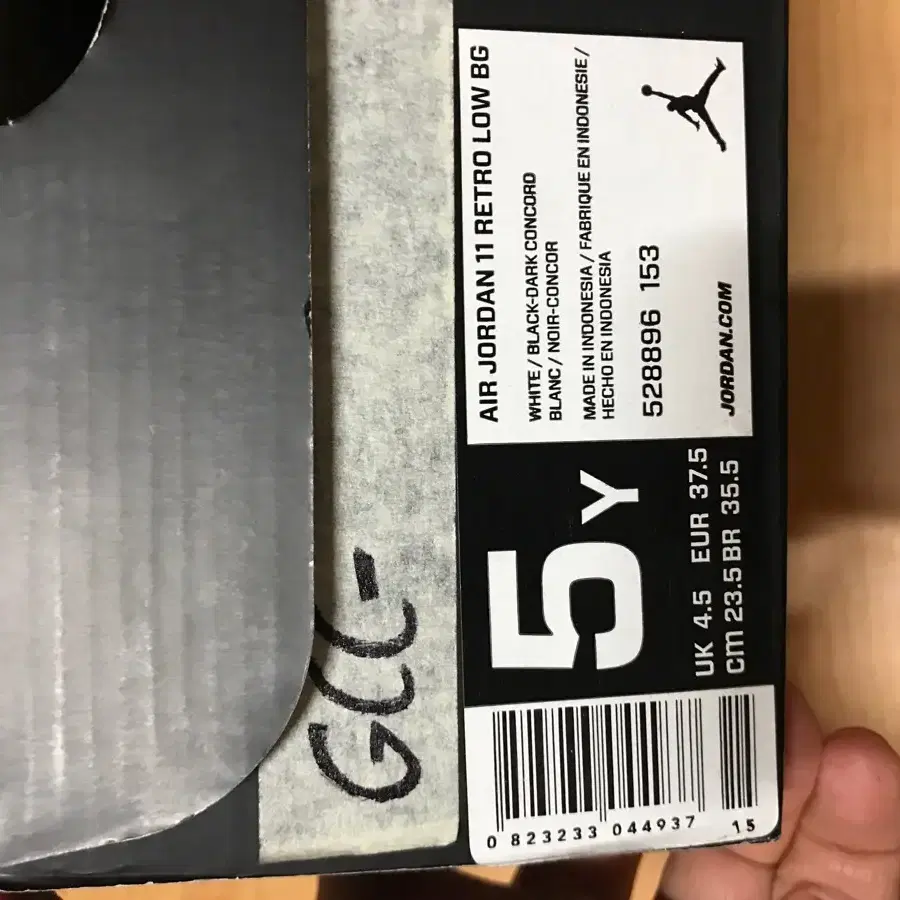 AIR JORDAN 11 RETRO LOW BG
WHITE / BLACK-DARK CONCORD
BLANC / NOIR-CONCOR
MADE IN INDONESIA / FABRIQUE EN INDONESIE /
HECHO EN INDONESIA
528896 153
JORDAN.COM
5Y
UK 4.5 EUR 37.5
CM 23.5 BR 35.5
0 823233 044937 15